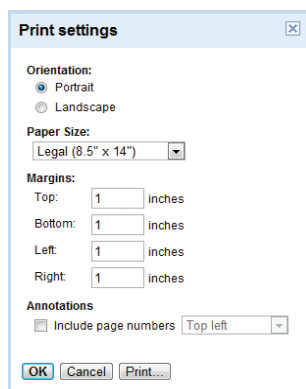 Print settings
Orientation:
Portrait
Landscape
Paper Size:
Legal (8.5" x 14")
Margins:
Top: 1 inches
Bottom: 1 inches
Left: 1 inches
Right: 1 inches
Annotations
Include page numbers Top left
OK Cancel Print...